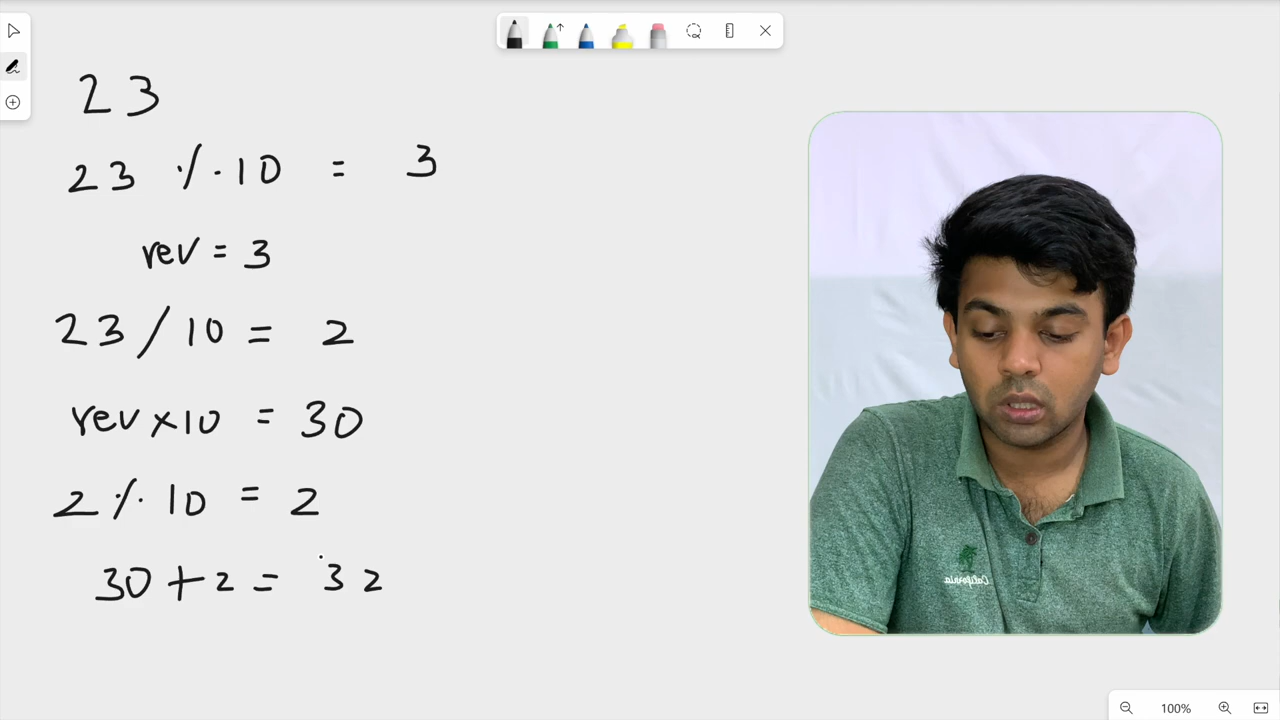 23
23 % 10 = 3
rev = 3
23 / 10 = 2
rev × 10 = 30
2 % 10 = 2
30 + 2 = 32
California
100%